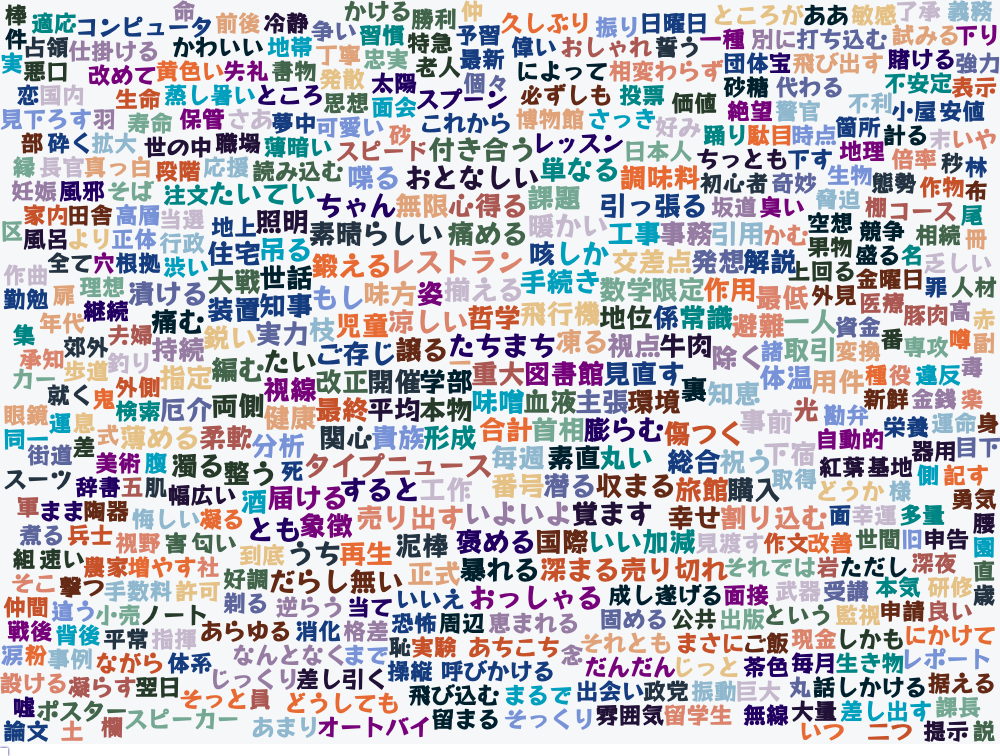 棒 適応 コンピュータ 命 前後 冷静 かける 勝利 仲 久しぶり 振り 日曜日 ところが ああ 敏感 了承 義務
件 占領 仕掛ける かわいい 地帯 争い 習慣 特急 予習 偉い おしゃれ 誓う 一種 別に 打ち込む 試みる 下り
実 悪口 改めて 黄色い 失礼 書物 丁寧 忠実 老人 最新 によって 相変わらず 団体 宝 飛び出す 賭ける 強力
恋 国内 生命 蒸し暑い ところ 発散 思想 太陽 面会 スプーン 個々 必ずしも 投票 価値 砂糖 代わる 不安定 表示
見下ろす 羽 寿命 保管 さあ 夢中 可愛い 砂 これから 博物館 さっき 好み 絶望 警官 不利 小屋 安値
部 砕く 拡大 世の中 職場 薄暗い スピード 付き合う レッスン 日本人 踊り 駄目 時点 箇所 計る 末 いや
縁 長官 真っ白 段階 応援 読み込む 喋る おとなしい 単なる 調味料 ちっとも 下す 地理 倍率 秒 林
妊娠 風邪 そば 注文 たいてい ちゃん 無限 心得る 課題 引っ張る 初心者 奇妙 生物 態勢 作物 布
家内 田舎 高層 当選 地上 照明 素晴らしい 痛める 暖かい 工事 事務 引用 かむ 坂道 臭い 脅迫 棚 コース 尾
区 風呂 より 正体 行政 住宅 吊る 咳 しか 交差点 発想 解説 空想 果物 競争 盛る 相続 名 冊
全て 穴 根拠 渋い 大戦 世話 鍛える レストラン 手続き 数学 限定 作用 最低 上回る 外見 金曜日 罪 乏しい 人材
作曲 勤勉 扉 理想 漬ける 装置 知事 もし 味方 姿 揃える 飛行機 地位 係 常識 避難 一人 資金 医療 豚肉 高 赤
集 年代 継続 痛む 鋭い 実力 枝 児童 涼しい 哲学 凍る 視点 牛肉 除く 諸 取引 変換 番 専攻 噂 耐
承知 郊外 夫婦 釣り 持続 編む たい ご存じ 譲る たちまち 重大 図書館 見直す 裏 知恵 体温 用件 種 役 違反 毒
カー 歩道 就く 鬼 外側 指定 視線 改正 開催 学部 味噌 血液 主張 環境 事前 光 勘弁 新鮮 金銭 楽
眼鏡 運 息 検索 厄介 両側 健康 最終 平均 本物 合計 首相 膨らむ 傷つく 下宿 自動的 栄養 運命 身
同一 街道 差 式 薄める 柔軟 分析 関心 貴族 形成 毎週 素直 丸い 総合 祝う 取得 紅葉 基地 器用 目下
スーツ 辞書 美術 五 腹 肌 濁る 幅広い 整う 死 タイプ ニュース 番号 潜る 収まる 旅館 購入 どうか 様 側 記す
軍 まま 陶器 悔しい 凝る 酒 届ける すると 工作 売り出す いよいよ 覚ます 幸せ 割り込む 面 幸運 多量 勇気
煮る 兵士 視野 害 匂い とも 象徴 到底 うち 再生 泥棒 褒める 国際 いい加減 見渡す 作文 改善 世間 旧 申告 腰
組 速い 農家 増やす 社 好調 だらし無い 正式 暴れる 深まる 売り切れ それでは 岩 ただし 深夜 園
そこ 撃つ 手数料 許可 剃る 逆らう 当て いいえ おっしゃる 成し遂げる 面接 武器 受講 本気 研修 直 歳
仲間 違う 小売 ノート あらゆる 消化 格差 恐怖 周辺 恵まれる 固める 公共 出版 という 監視 申請 良い
戦後 背後 平常 指揮 なんとなく まで 恥 実験 あちこち 念 それとも まさに ご飯 現金 しかも にかけて
涙 粉 事例 ながら 体系 じっくり 差し引く 操縦 呼びかける だんだん じっと 茶色 毎月 生き物 レポート
設ける 凝らす 翌日 そっと 員 どうしても 飛び込む まるで 出会い 政党 振動 巨大 丸 話しかける 据える
嘘 ポスター スピーカー あまり オートバイ 留まる そっくり 雰囲気 留学生 無線 大量 差し出す 課長
論文 土 欄 いつ 二つ 提示 説